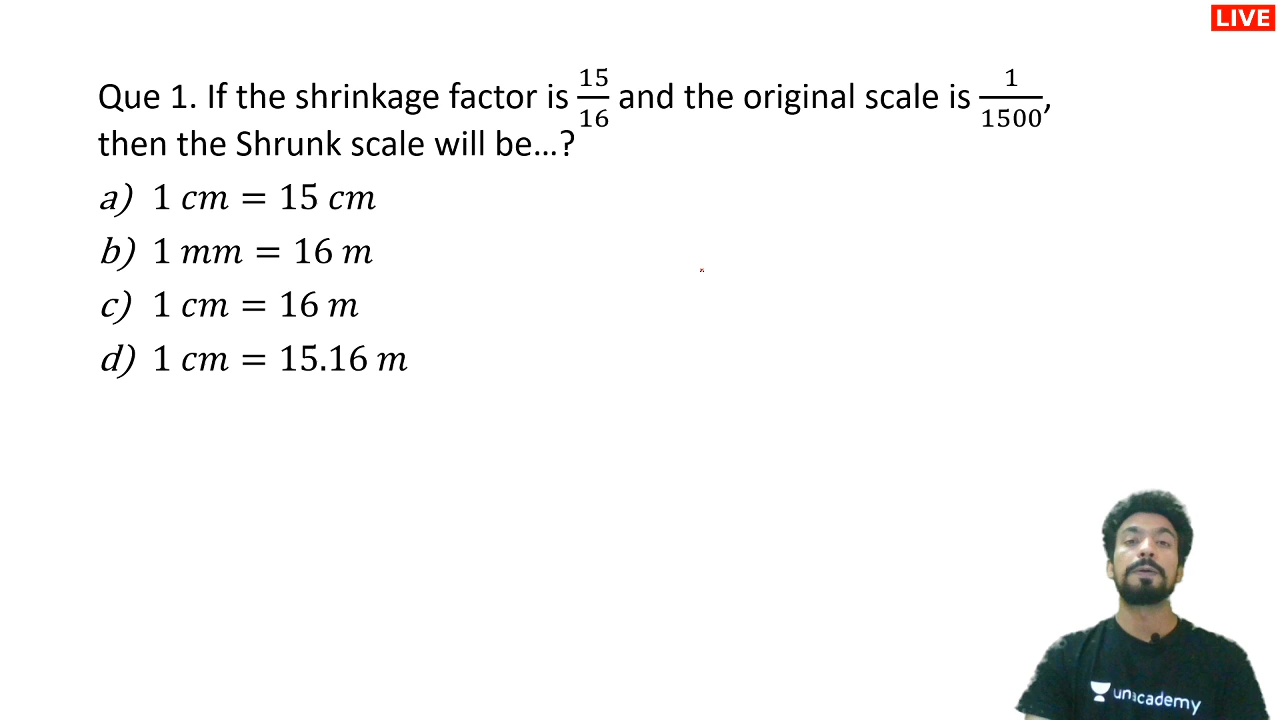 LIVE
Que 1. If the shrinkage factor is 15/16 and the original scale is 1/1500,
then the Shrunk scale will be...?
a) 1 cm = 15 cm
b) 1 mm = 16 m
c) 1 cm = 16 m
d) 1 cm = 15.16 m
unacademy